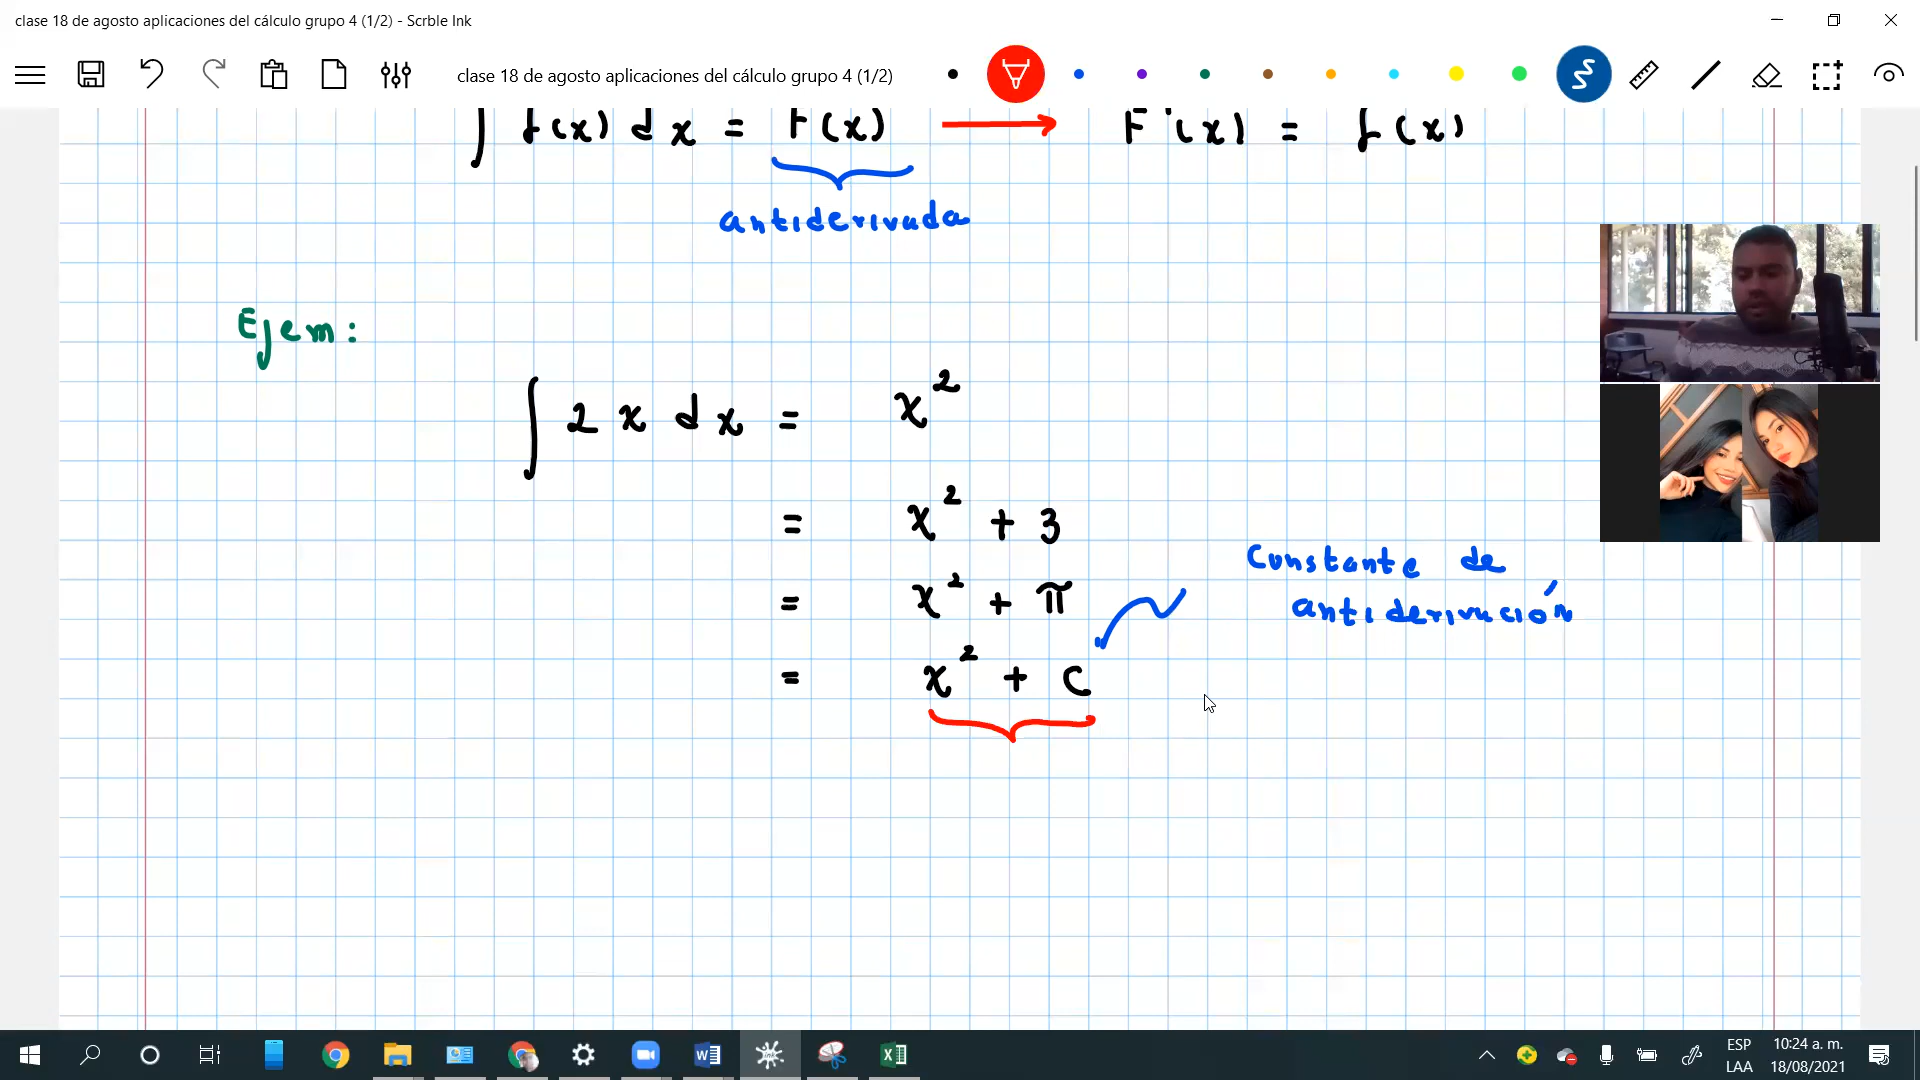 clase 18 de agosto aplicaciones del cálculo grupo 4 (1/2) - Scrble Ink
clase 18 de agosto aplicaciones del cálculo grupo 4 (1/2)
∫ f(x) dx = F(x) → F'(x) = f(x)
antiderivada
Ejem:
∫ 2x dx = x²
= x² + 3
= x² + π
= x² + C
Constante de
antiderivación
ESP
LAA
10:24 a. m.
18/08/2021